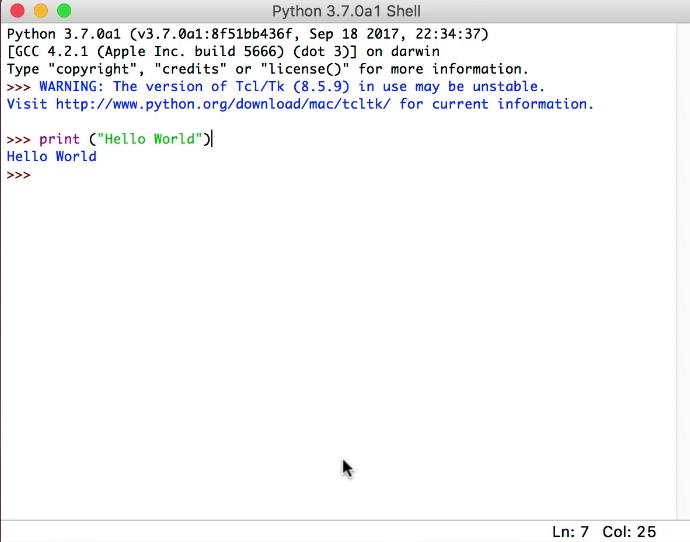 Python 3.7.0a1 Shell
Python 3.7.0a1 (v3.7.0a1:8f51bb436f, Sep 18 2017, 22:34:37)
[GCC 4.2.1 (Apple Inc. build 5666) (dot 3)] on darwin
Type "copyright", "credits" or "license()" for more information.
>>> WARNING: The version of Tcl/Tk (8.5.9) in use may be unstable.
Visit http://www.python.org/download/mac/tcltk/ for current information.
>>> print ("Hello World")
Hello World
>>>
Ln: 7 Col: 25